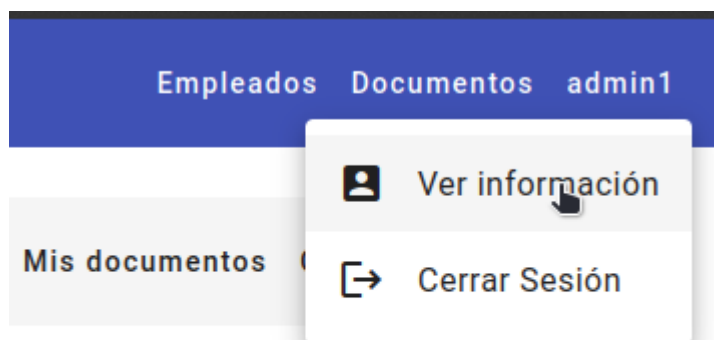 Empleados Documentos admin1
Ver información
Mis documentos
Cerrar Sesión